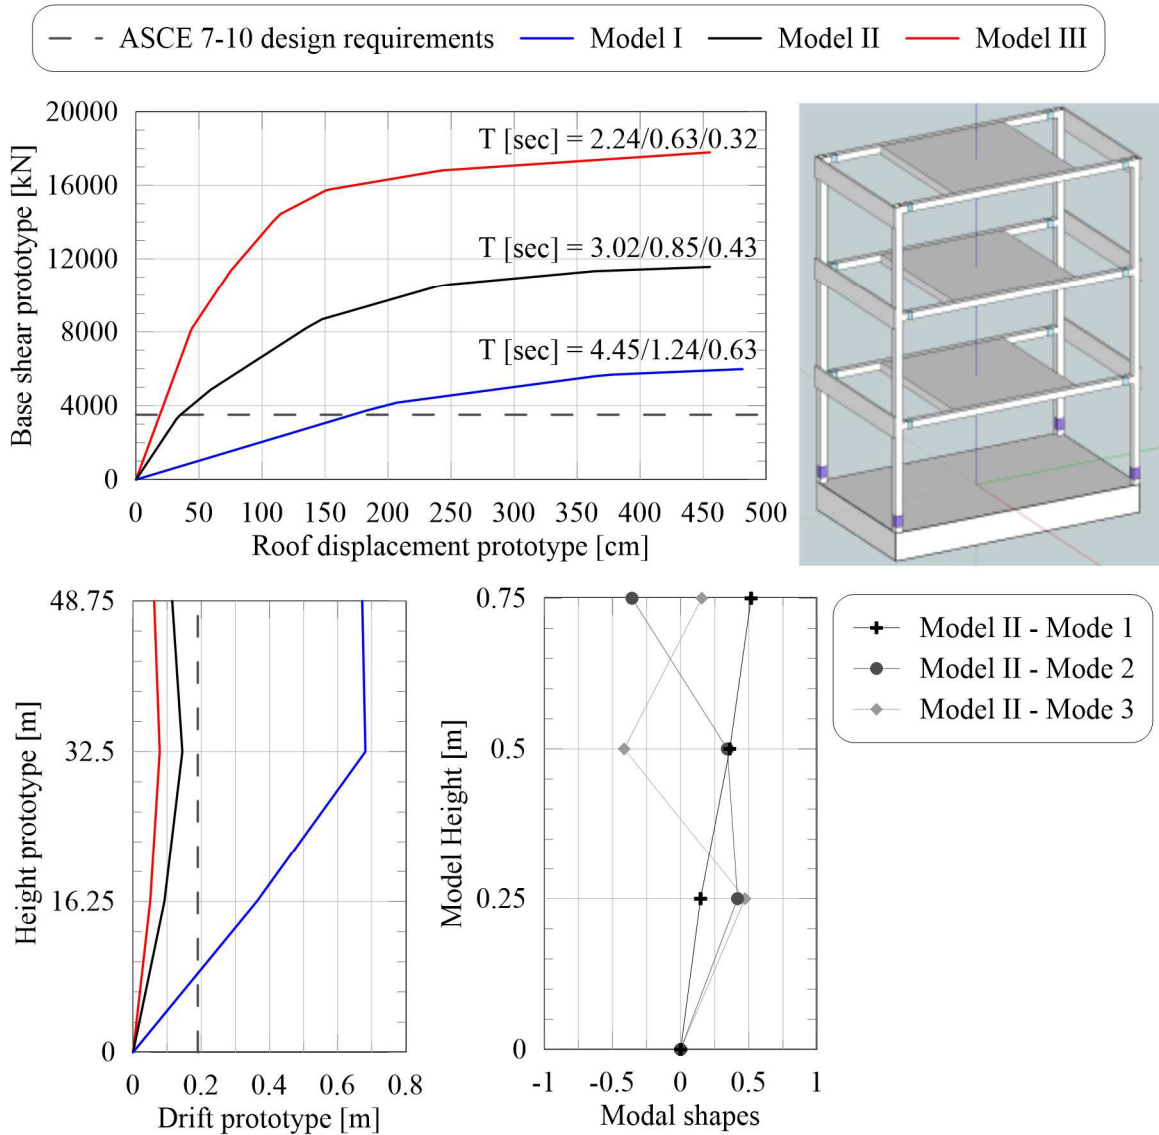 ASCE 7-10 design requirements
Model I
Model II
Model III
20000
16000
12000
8000
4000
0
Base shear prototype [kN]
T [sec] = 2.24/0.63/0.32
T [sec] = 3.02/0.85/0.43
T [sec] = 4.45/1.24/0.63
0 50 100 150 200 250 300 350 400 450 500
Roof displacement prototype [cm]
48.75
32.5
16.25
0
Height prototype [m]
0 0.2 0.4 0.6 0.8
Drift prototype [m]
0.75
0.5
0.25
0
Model Height [m]
-1 -0.5 0 0.5 1
Modal shapes
Model II - Mode 1
Model II - Mode 2
Model II - Mode 3